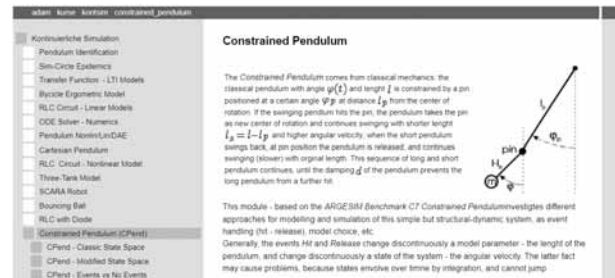 adam kurse kontsim constrained_pendulum
Kontinuierliche Simulation
Pendulum Identification
Sim-Circle Epidemics
Transfer Function - LTI Models
Bycicle Ergometric Model
RLC Circuit - Linear Models
ODE Solver - Numerics
Pendulum Nonlin/Lin/DAE
Cartesian Pendulum
RLC Circuit - Nonlinear Model
Three-Tank Model
SCARA Robot
Bouncing Ball
RLC with Diode
Constrained Pendulum (CPend)
CPend - Classic State Space
CPend - Modified State Space
CPend - Events vs No Events
Constrained Pendulum
The Constrained Pendulum comes from classical mechanics: the
classical pendulum with angle φ(t) and lenght l is constrained by a pin
positioned at a certain angle φp at distance lp from the center of
rotation. If the swinging pendlum hits the pin, the pendulum takes the pin
as new center of rotation and continues swinging with shorter lenght
ls = l-lp and higher angular velocity, when the short pendulum
swings back, at pin position the pendulum is released, and continues
swinging (slower) with orginal length. This sequence of long and short
pendulum continues, until the damping d of the pendulum prevents the
long pendulum from a further hit.
lp
pin
φp
m
φ
This module - based on the ARGESIM Benchmark C7 Constrained Penduluminvestigtes different
approaches for modelling and simulation of this simple but structural-dynamic system, as event
handling (hit - release), model choice, etc.
Generally, the events Hit and Release change discontinuously a model parameter - the lenght of the
pendulum, and change discontinuously a state of the system - the angular velocity. The latter fact
may cause problems, because states envolve over timne by integration, and cannot jump